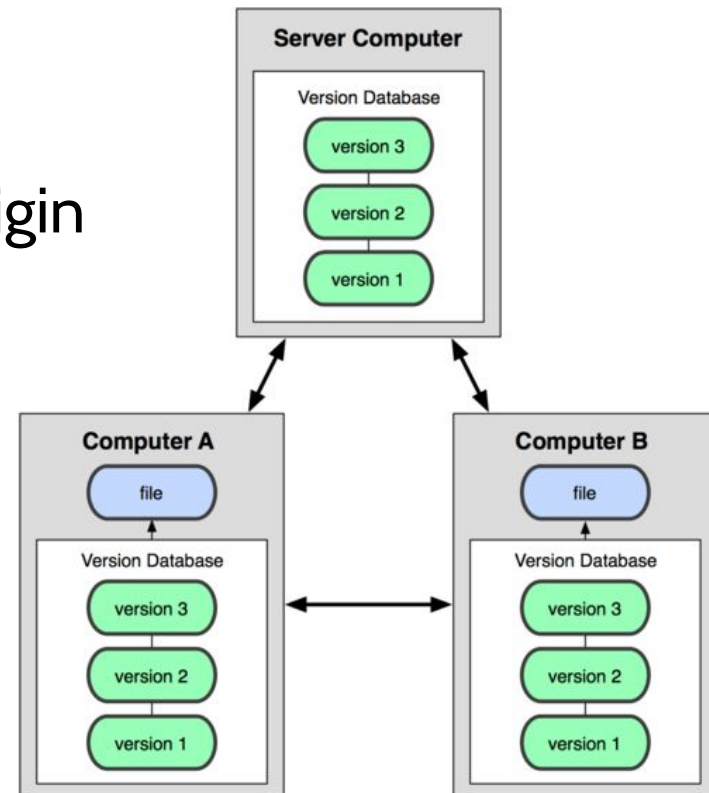 Server Computer
Version Database
version 3
version 2
version 1
igin
Computer A
file
Version Database
version 3
version 2
version 1
Computer B
file
Version Database
version 3
version 2
version 1